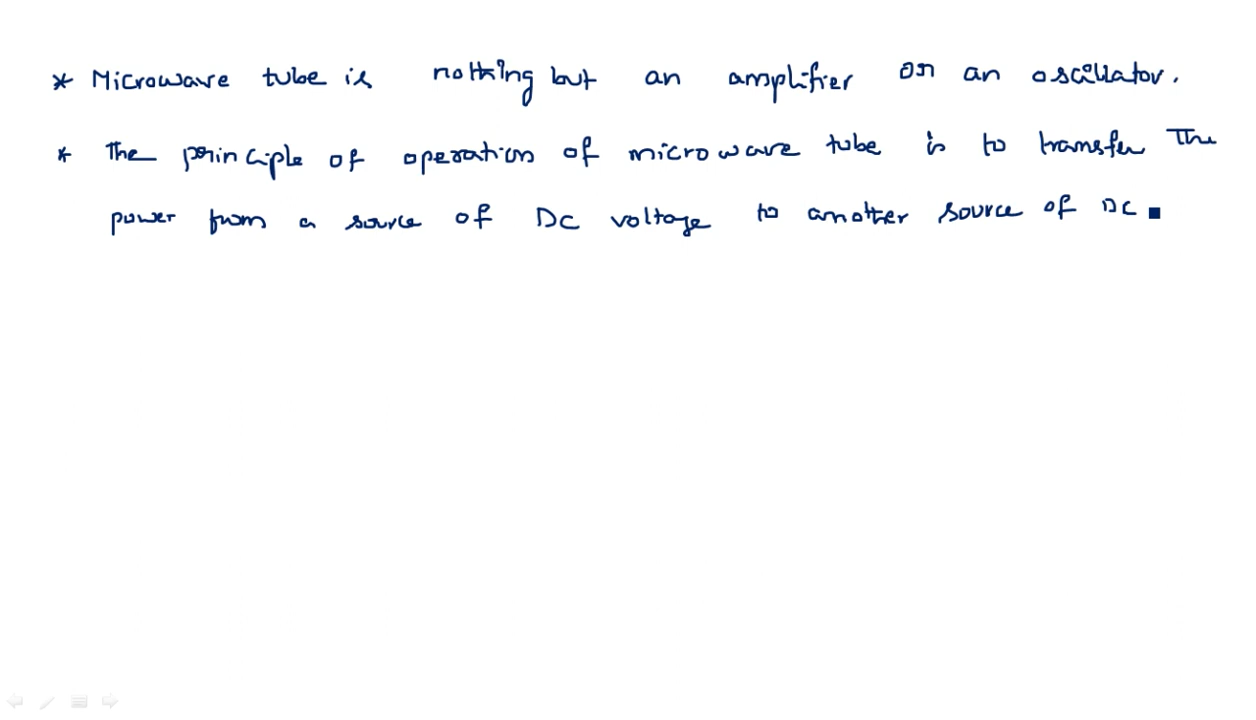 * Microwave tube is nothing but an amplifier or an oscillator.
* The principle of operation of microwave tube is to transfer the
power from a source of DC voltage to another source of DC